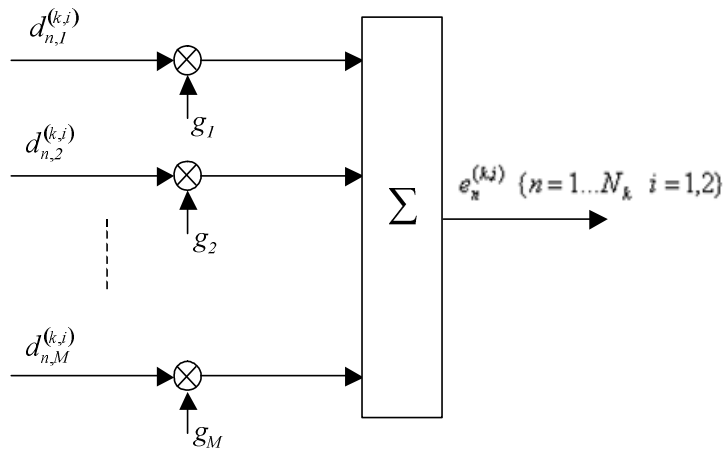 d_{n,1}^{(k,i)}
g_1
d_{n,2}^{(k,i)}
g_2
∑
e_n^{(k,i)} {n = 1...N_k i = 1,2}
d_{n,M}^{(k,i)}
g_M